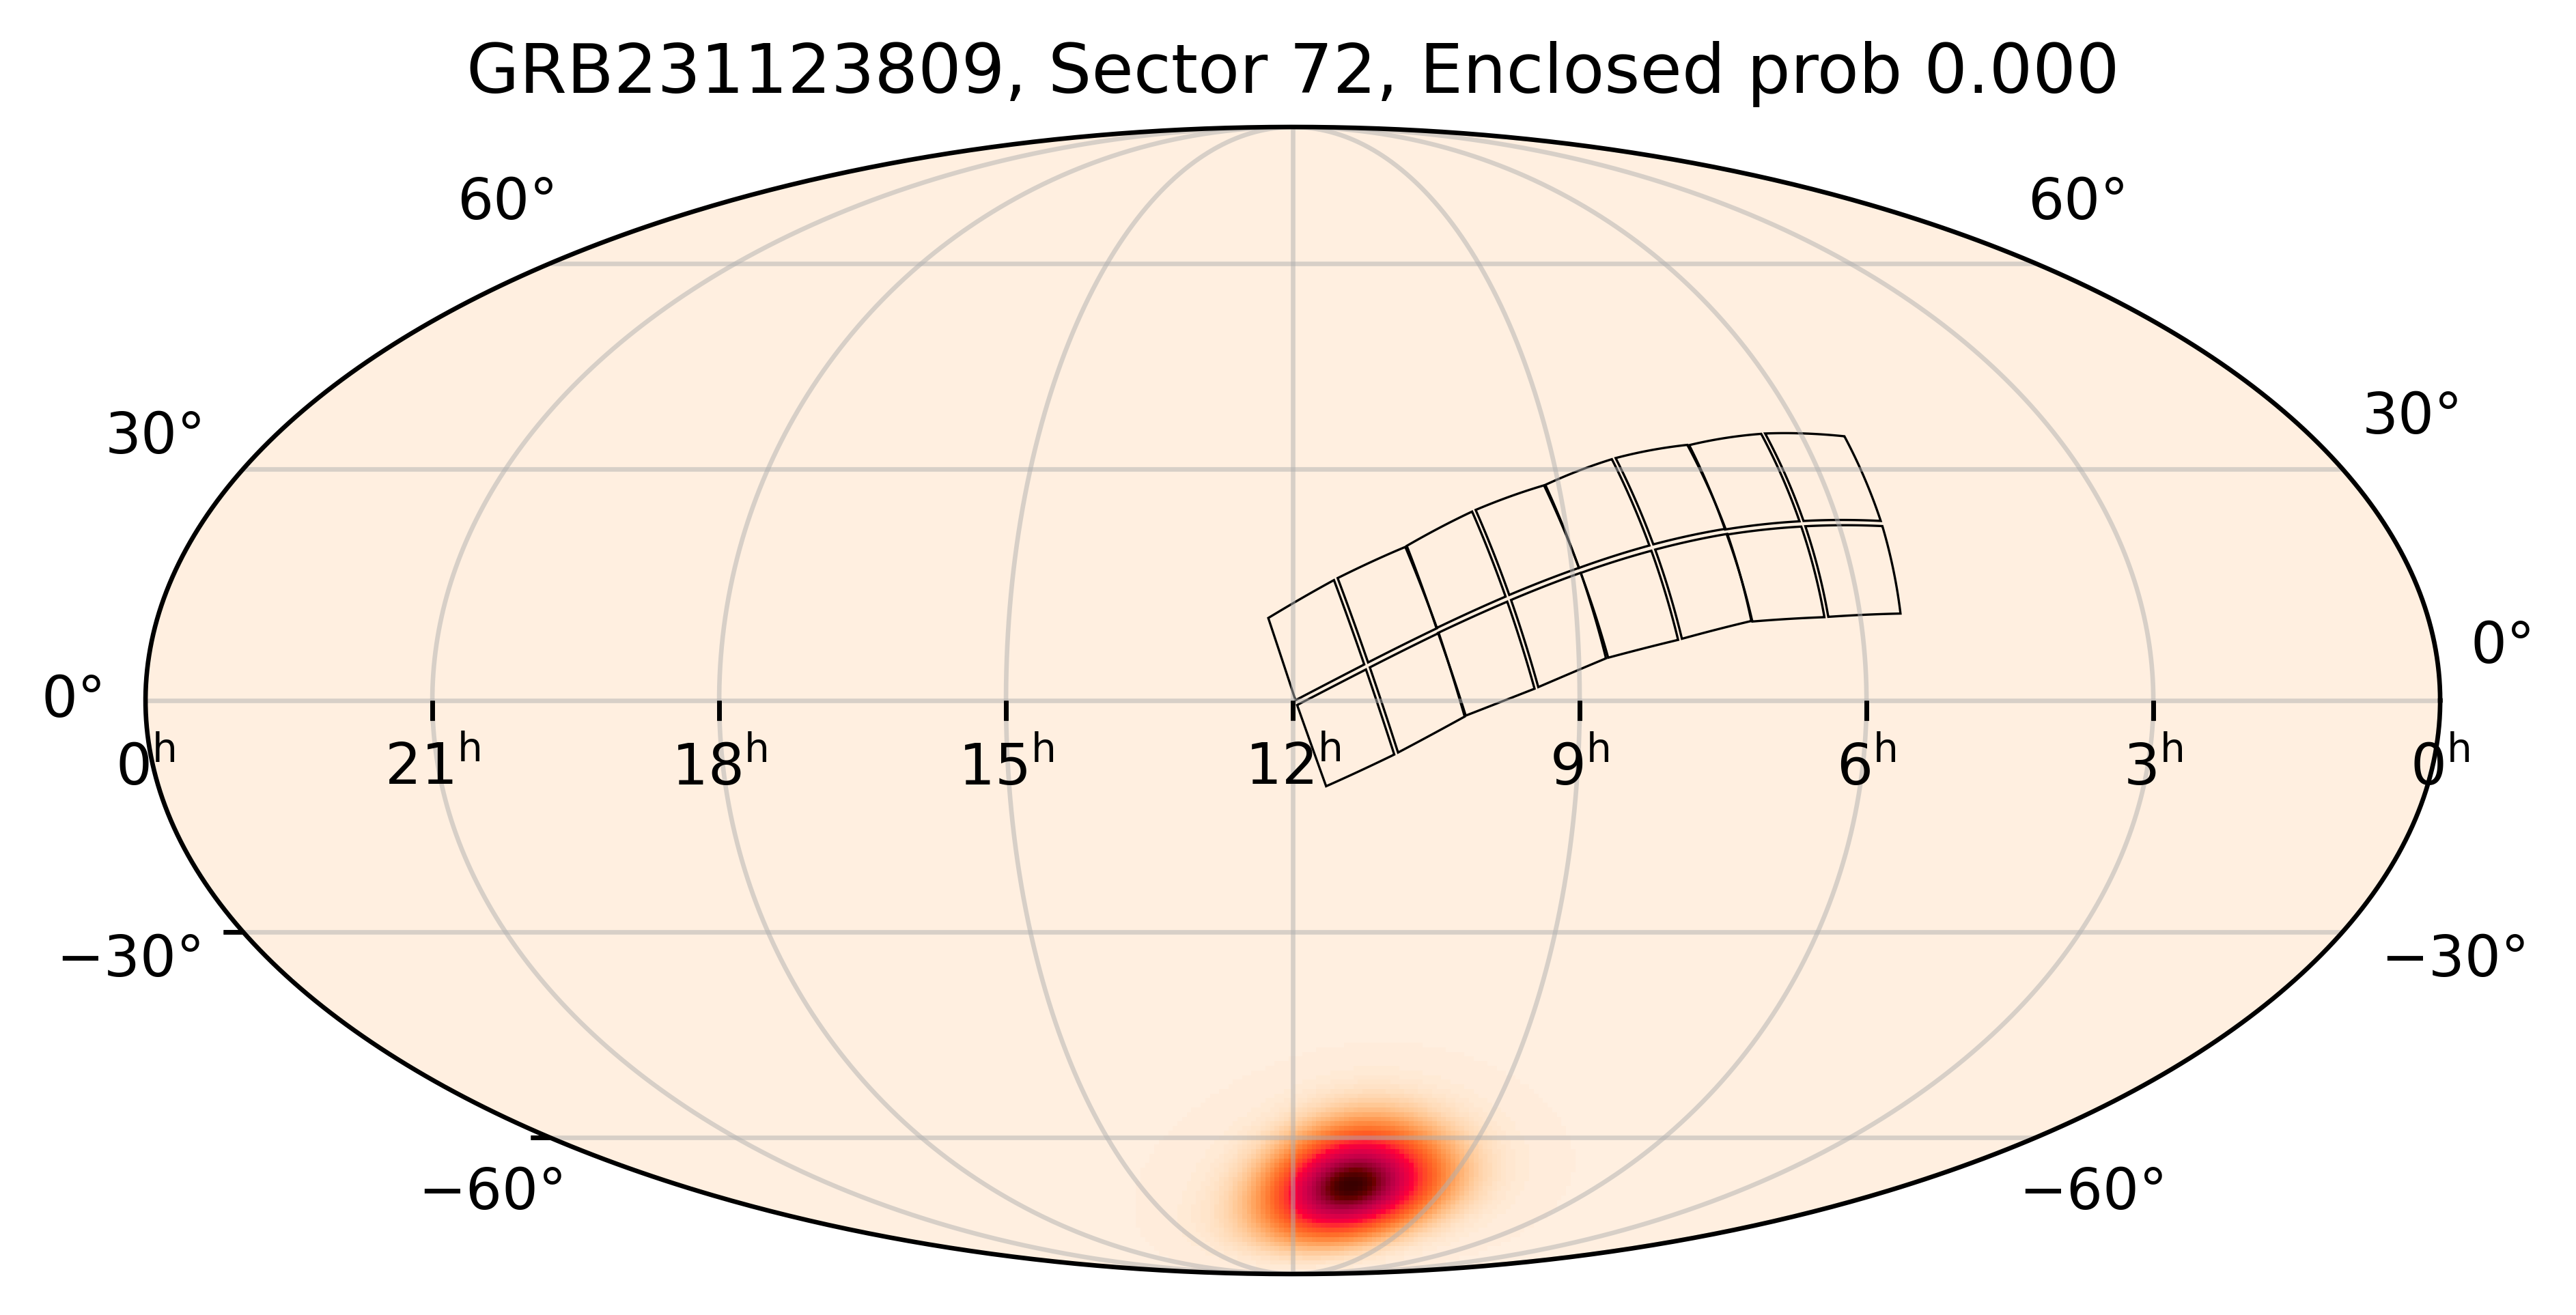 GRB231123809, Sector 72, Enclosed prob 0.000
60° 60°
30° 30°
0° 0°
0ʰ 21ʰ 18ʰ 15ʰ 12ʰ 9ʰ 6ʰ 3ʰ 0ʰ
−30° −30°
−60° −60°